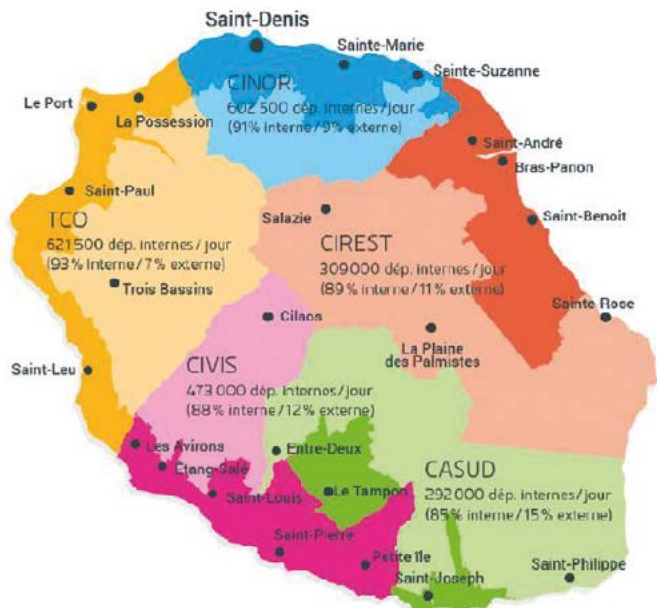 Saint-Denis
Sainte-Marie
Sainte-Suzanne
CINOR
602 500 dép. internes/jour
(91% interne/9% externe)
Le Port
La Possession
Saint-André
Bras-Panon
Saint-Paul
Salazie
Saint-Benoit
TCO
621 500 dép. internes/jour
(93% interne/7% externe)
CIREST
309 000 dép. internes/jour
(89% interne/11% externe)
Trois Bassins
Cilaos
Sainte Rose
La Plaine
des Palmistes
Saint-Leu
CIVIS
473 000 dép. internes/jour
(88% interne/12% externe)
Les Avirons
Entre-Deux
Étang-Salé
CASUD
292 000 dép. internes/jour
(85% interne/15% externe)
Saint-Louis
Le Tampon
Saint-Pierre
Petite île
Saint-Joseph
Saint-Philippe